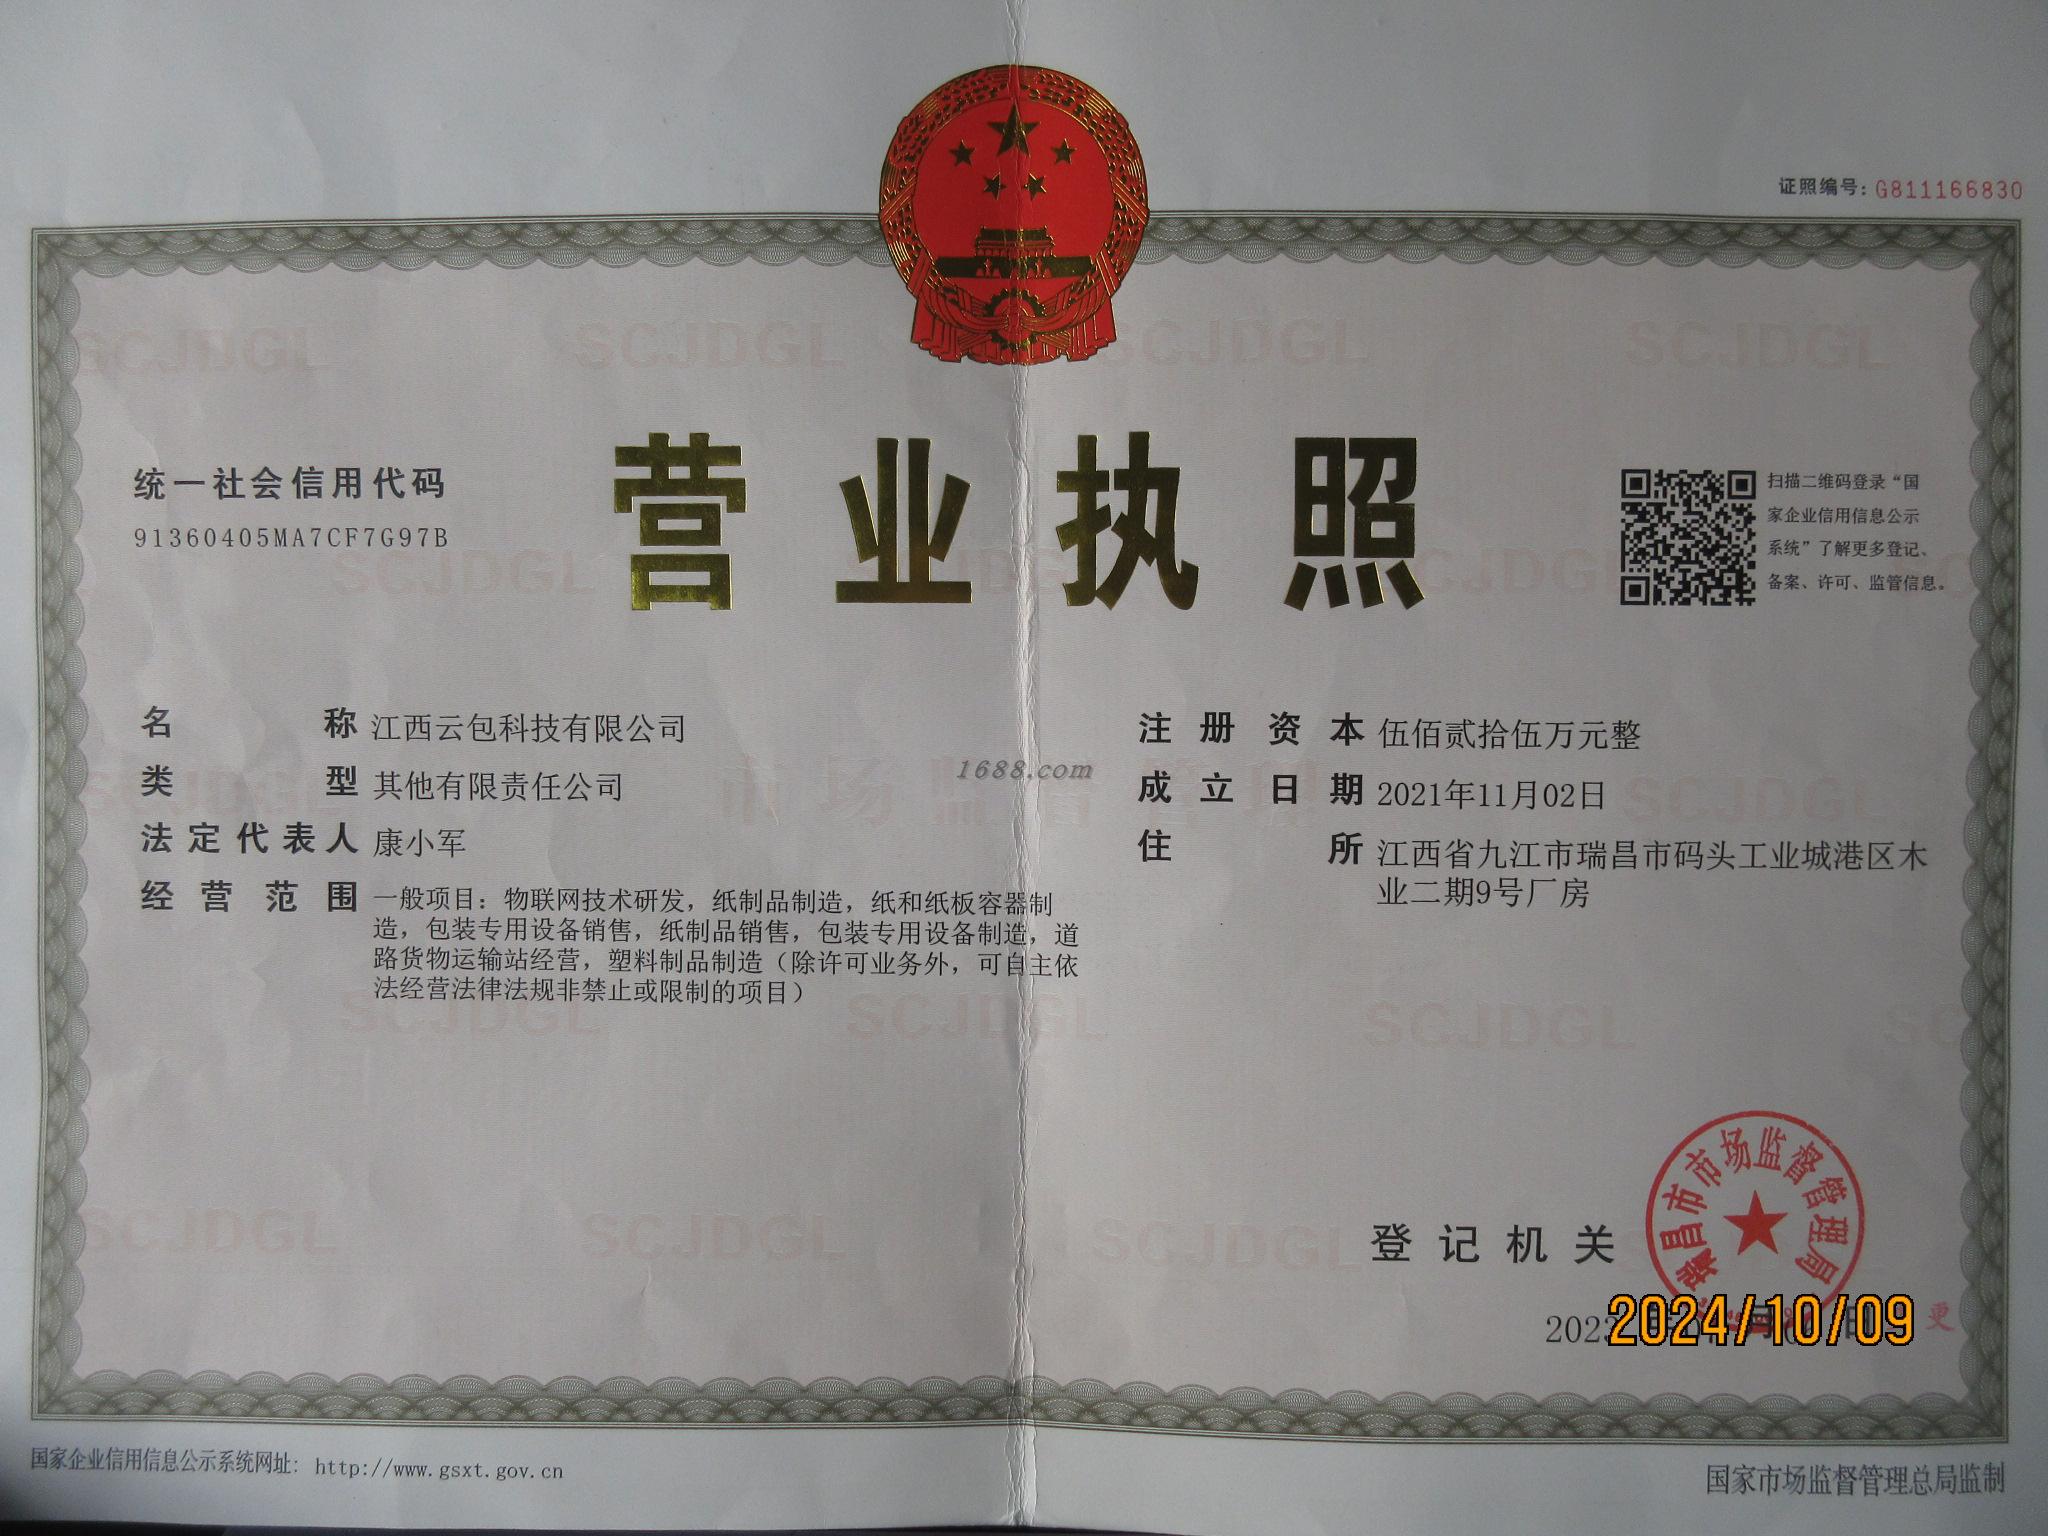 证照编号：G811166830
统一社会信用代码
91360405MA7CF7G97B
营业执照
扫描二维码登录“国
家企业信用信息公示
系统”了解更多登记、
备案、许可、监管信息。
名称 江西云包科技有限公司
类型 其他有限责任公司
法定代表人 康小军
经营范围 一般项目：物联网技术研发，纸制品制造，纸和纸板容器制
造，包装专用设备销售，纸制品销售，包装专用设备制造，道
路货物运输站经营，塑料制品制造（除许可业务外，可自主依
法经营法律法规非禁止或限制的项目）
注册资本 伍佰贰拾伍万元整
成立日期 2021年11月02日
住所 江西省九江市瑞昌市码头工业城港区木
业二期9号厂房
1688.com
市场监督管理
SCJDGL
登记机关
瑞昌市市场监督管理局
2024/10/09
更
国家企业信用信息公示系统网址：http://www.gsxt.gov.cn
国家市场监督管理总局监制